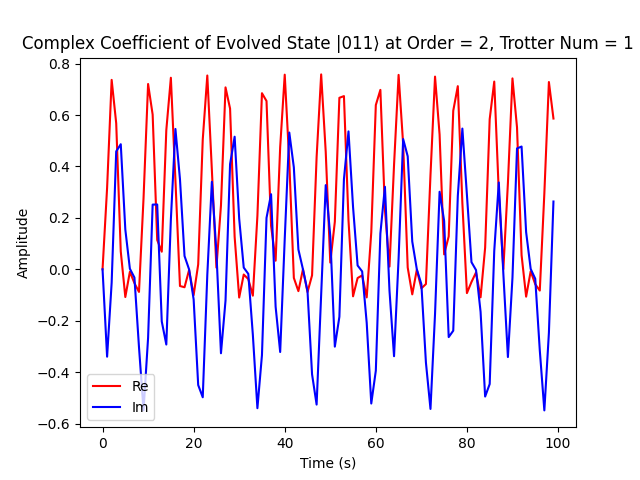 Complex Coefficient of Evolved State |011⟩ at Order = 2, Trotter Num = 1
Amplitude
0.8
0.6
0.4
0.2
0.0
−0.2
−0.4
−0.6
Re
Im
0 20 40 60 80 100
Time (s)